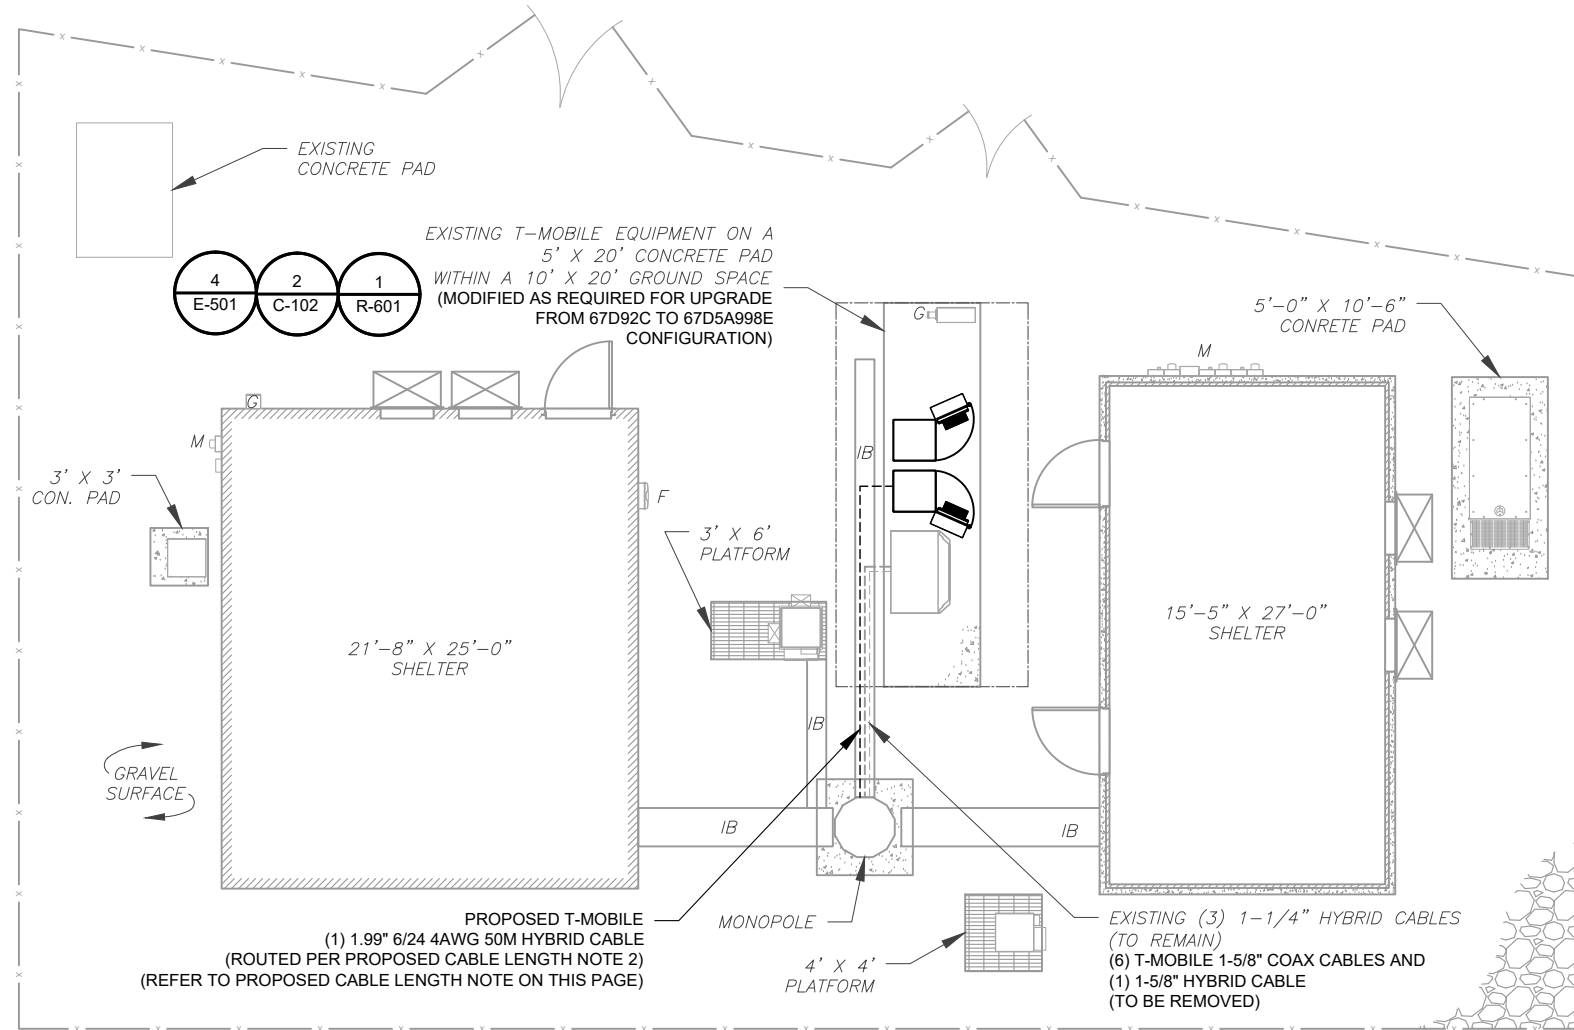 EXISTING
CONCRETE PAD
EXISTING T-MOBILE EQUIPMENT ON A
5' X 20' CONCRETE PAD
WITHIN A 10' X 20' GROUND SPACE
(MODIFIED AS REQUIRED FOR UPGRADE
FROM 67D92C TO 67D5A998E
CONFIGURATION)
4
E-501
2
C-102
1
R-601
G
5'-0" X 10'-6"
CONRETE PAD
M
G
M
IB
3' X 3'
CON. PAD
F
3' X 6'
PLATFORM
21'-8" X 25'-0"
SHELTER
15'-5" X 27'-0"
SHELTER
IB
GRAVEL
SURFACE
IB
IB
PROPOSED T-MOBILE
(1) 1.99" 6/24 4AWG 50M HYBRID CABLE
(ROUTED PER PROPOSED CABLE LENGTH NOTE 2)
(REFER TO PROPOSED CABLE LENGTH NOTE ON THIS PAGE)
MONOPOLE
4' X 4'
PLATFORM
EXISTING (3) 1-1/4" HYBRID CABLES
(TO REMAIN)
(6) T-MOBILE 1-5/8" COAX CABLES AND
(1) 1-5/8" HYBRID CABLE
(TO BE REMOVED)